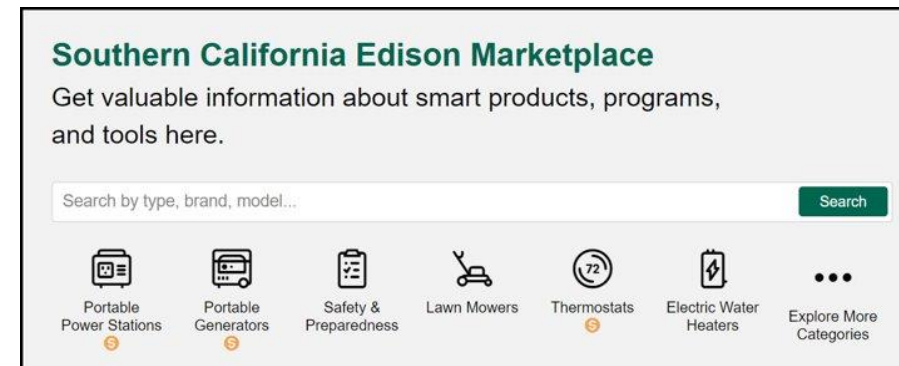 Southern California Edison Marketplace
Get valuable information about smart products, programs,
and tools here.
Search by type, brand, model...
Search
72
Portable
Power Stations
$
Portable
Generators
$
Safety &
Preparedness
Lawn Mowers
Thermostats
$
Electric Water
Heaters
Explore More
Categories